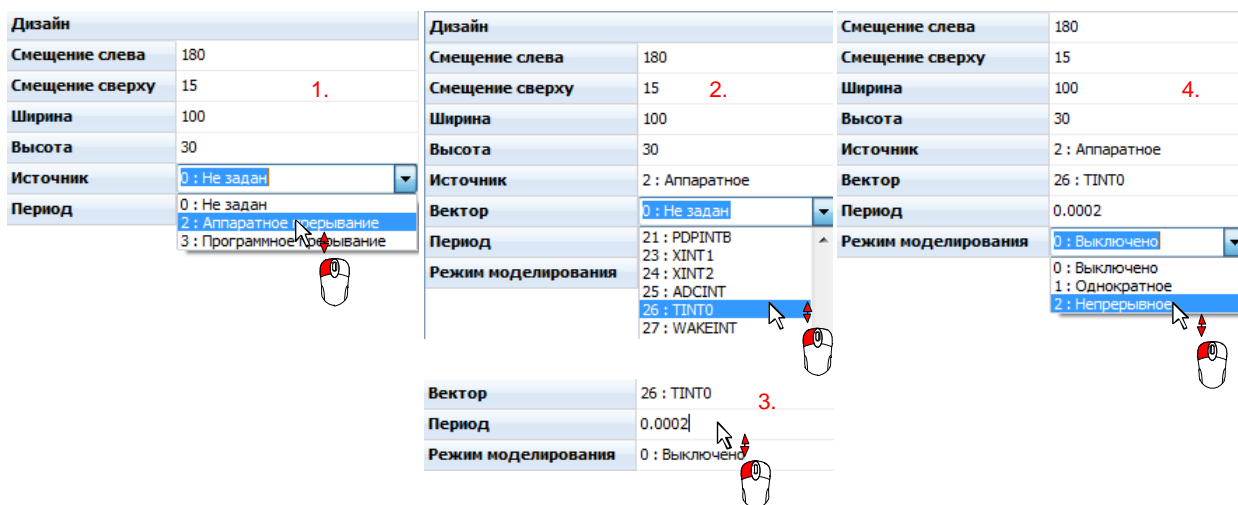 Дизайн
Смещение слева 180
Смещение сверху 15
1.
Ширина 100
Высота 30
Источник 0 : Не задан
Период
0 : Не задан
2 : Аппаратное прерывание
3 : Программное прерывание
Дизайн
Смещение слева 180
Смещение сверху 15
2.
Ширина 100
Высота 30
Источник 2 : Аппаратное
Вектор 0 : Не задан
Период
Режим моделирования
21 : PDPINTB
23 : XINT1
24 : XINT2
25 : ADCINT
26 : TINT0
27 : WAKEINT
Вектор 26 : TINT0
3.
Период 0.0002
Режим моделирования 0 : Выключено
Смещение слева 180
Смещение сверху 15
Ширина 100
4.
Высота 30
Источник 2 : Аппаратное
Вектор 26 : TINT0
Период 0.0002
Режим моделирования 0 : Выключено
0 : Выключено
1 : Однократное
2 : Непрерывное